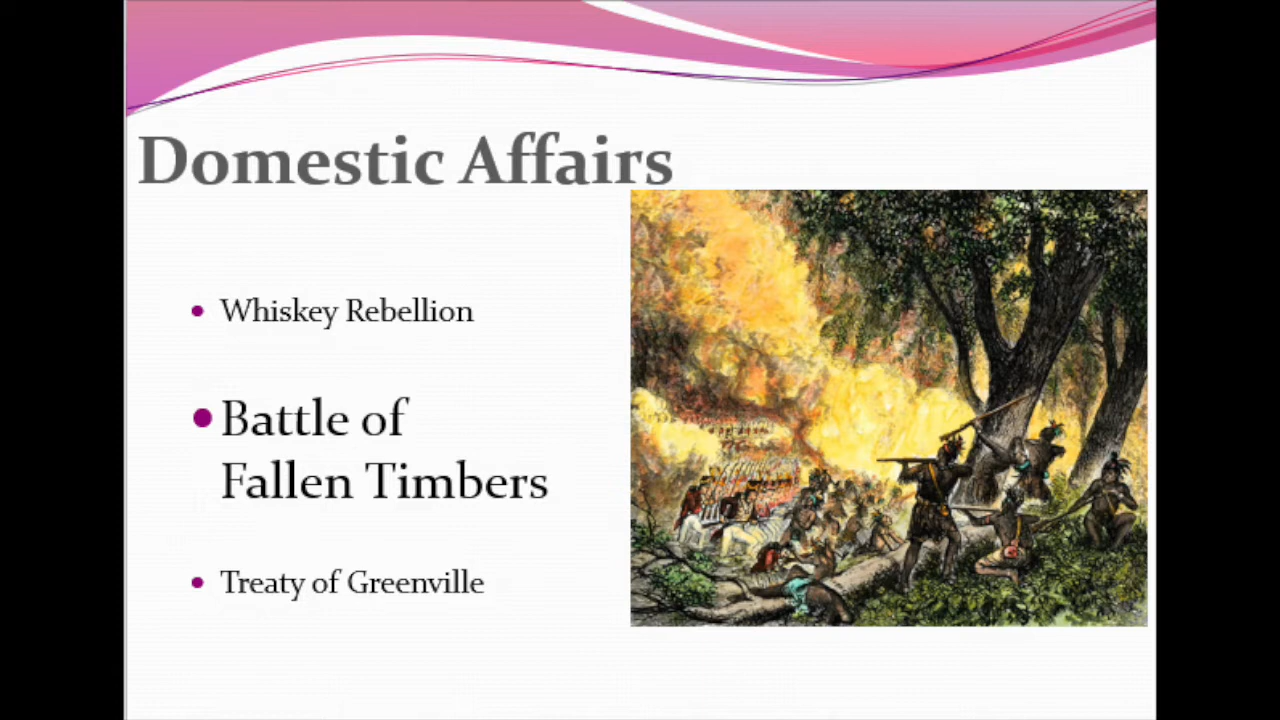 Domestic Affairs
• Whiskey Rebellion
• Battle of
Fallen Timbers
• Treaty of Greenville